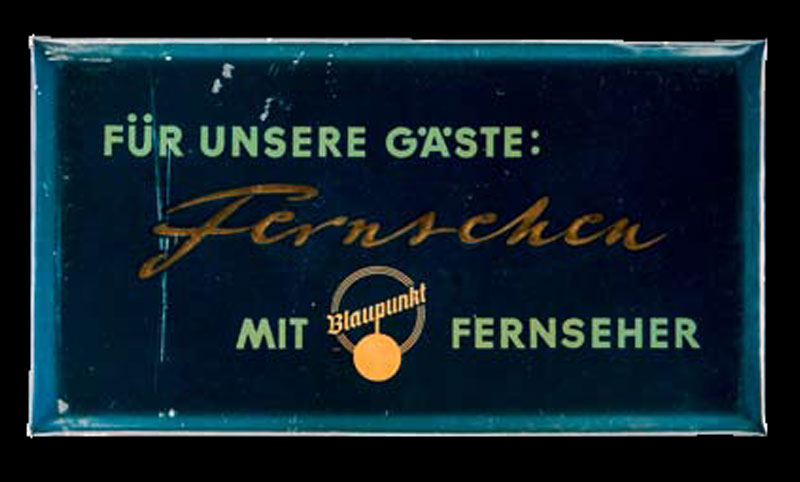 FÜR UNSERE GÄSTE:
Fernsehen
MIT Blaupunkt FERNSEHER